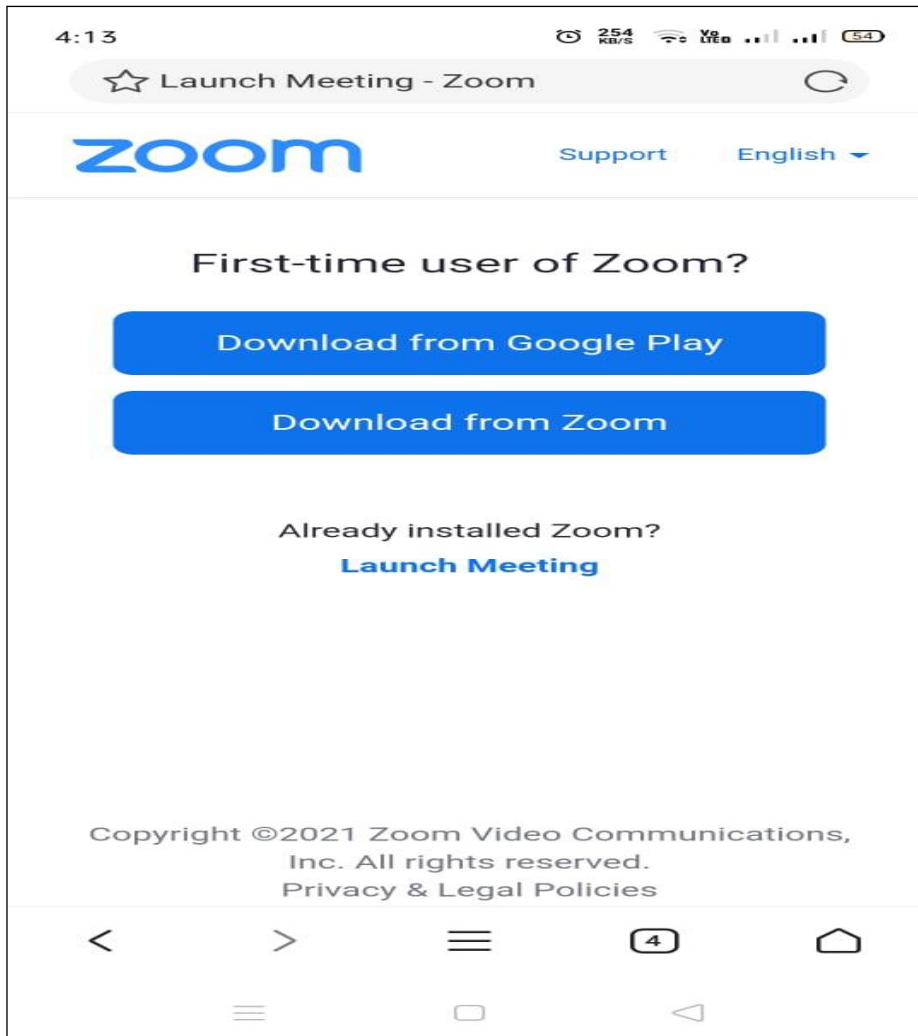 4:13 254 KB/S Vo LTE 54
Launch Meeting - Zoom
zoom Support English
First-time user of Zoom?
Download from Google Play
Download from Zoom
Already installed Zoom?
Launch Meeting
Copyright ©2021 Zoom Video Communications,
Inc. All rights reserved.
Privacy & Legal Policies
4